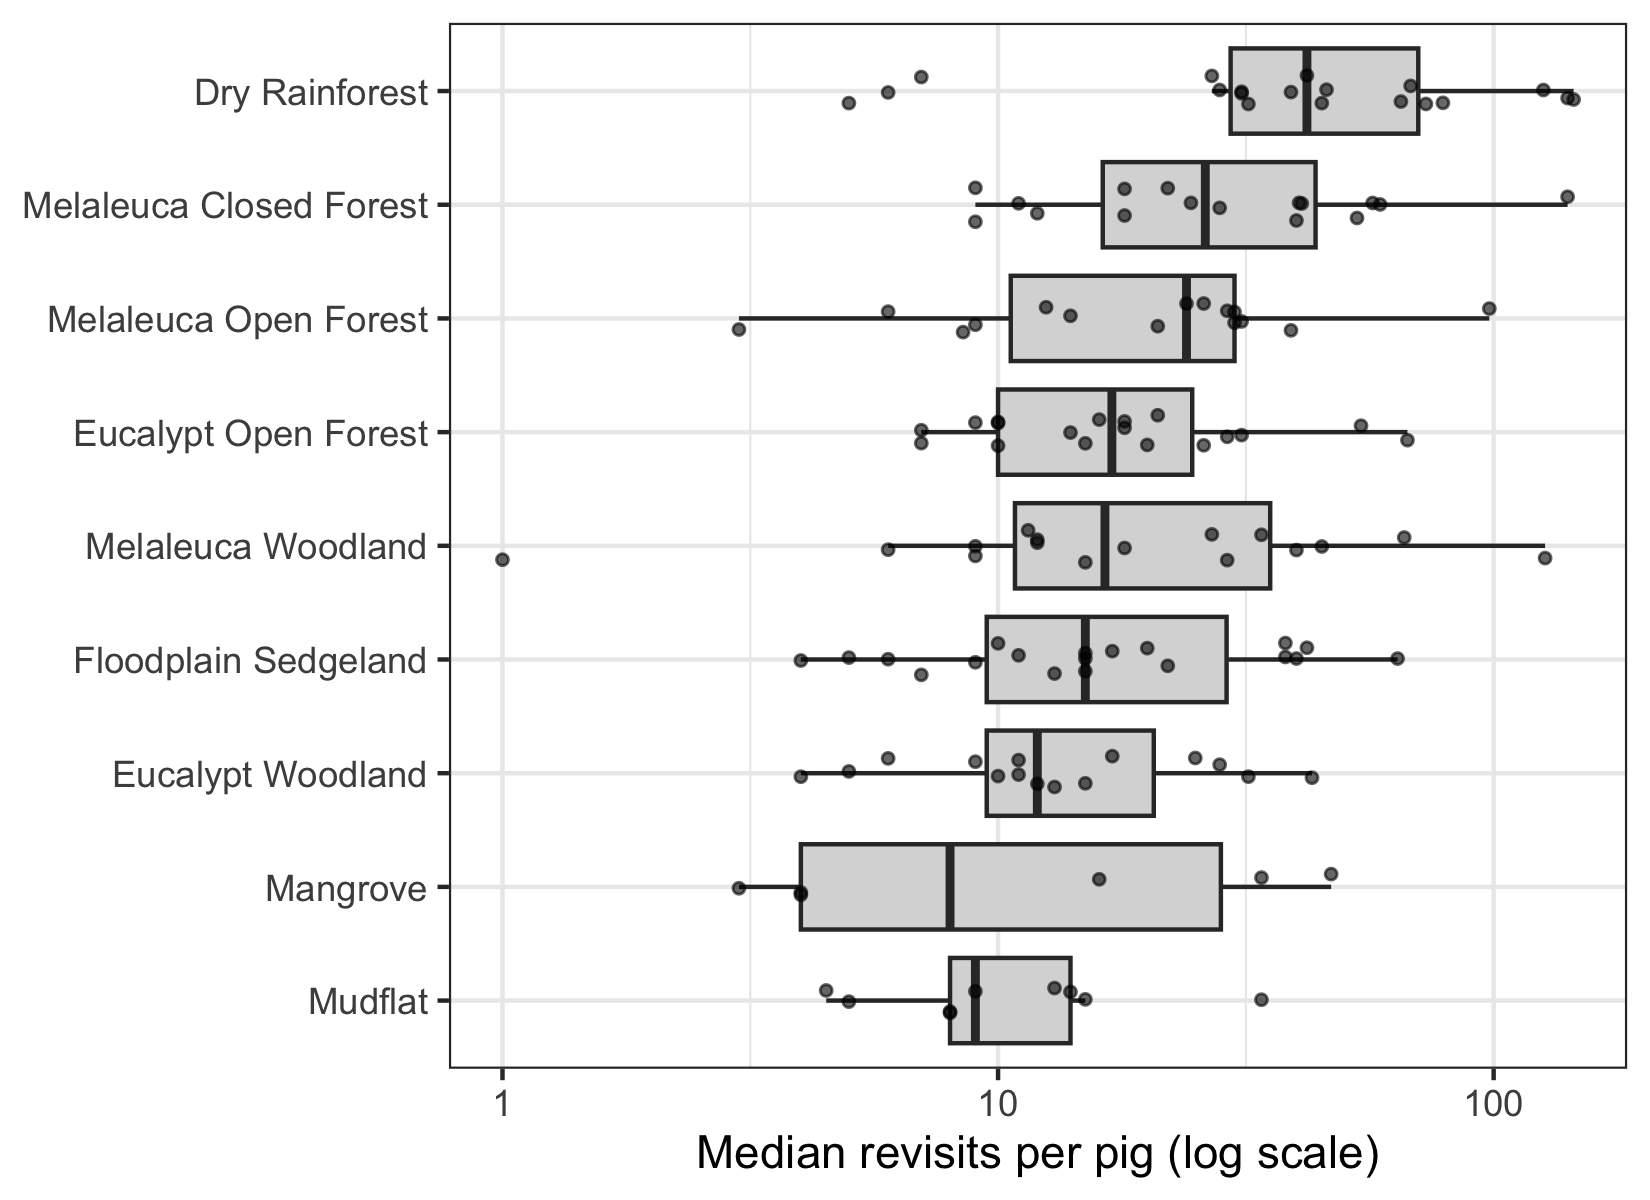 Dry Rainforest
Melaleuca Closed Forest
Melaleuca Open Forest
Eucalypt Open Forest
Melaleuca Woodland
Floodplain Sedgeland
Eucalypt Woodland
Mangrove
Mudflat
1 10 100
Median revisits per pig (log scale)